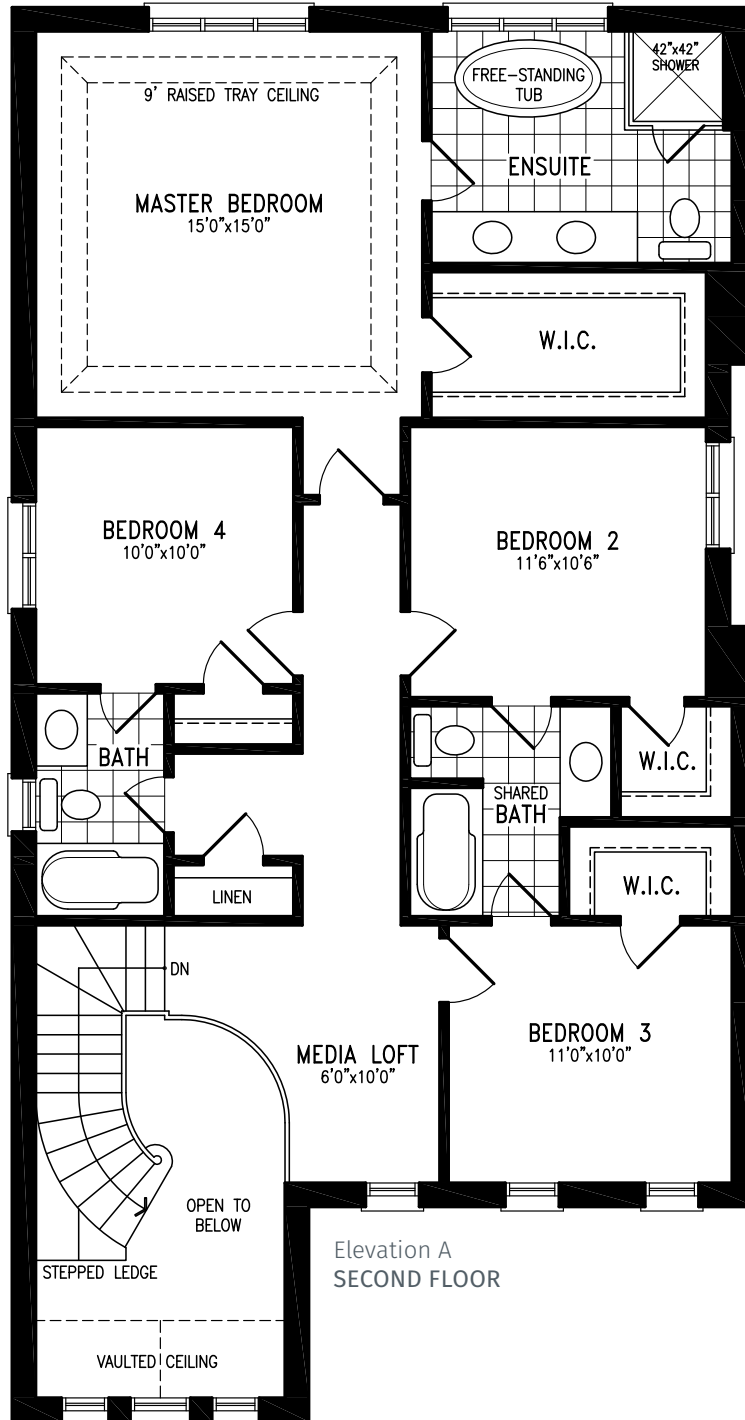 42"x42"
SHOWER
FREE-STANDING
TUB
9' RAISED TRAY CEILING
ENSUITE
MASTER BEDROOM
15'0"x15'0"
W.I.C.
BEDROOM 4
10'0"x10'0"
BEDROOM 2
11'6"x10'6"
BATH
W.I.C.
SHARED
BATH
LINEN
W.I.C.
DN
BEDROOM 3
11'0"x10'0"
MEDIA LOFT
6'0"x10'0"
OPEN TO
BELOW
Elevation A
SECOND FLOOR
STEPPED LEDGE
VAULTED CEILING